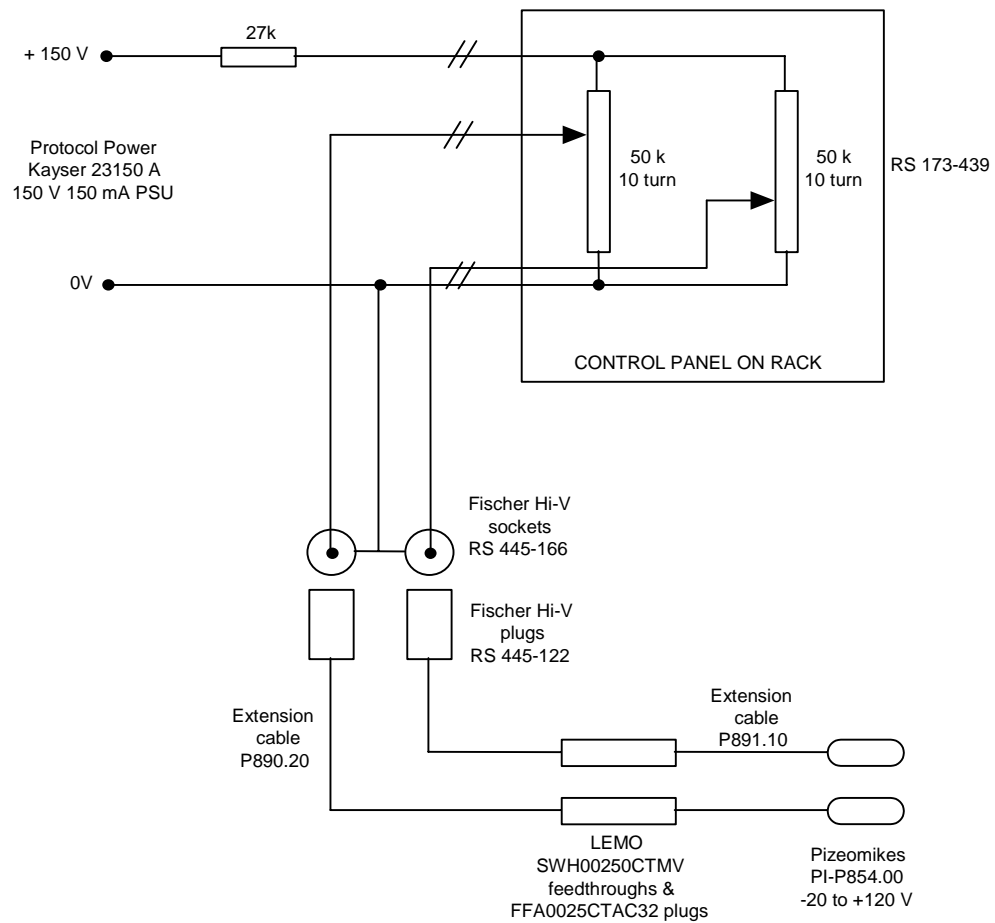 27k
+ 150 V
Protocol Power
Kayser 23150 A
150 V 150 mA PSU
50 k
10 turn
50 k
10 turn
RS 173-439
0V
CONTROL PANEL ON RACK
Fischer Hi-V
sockets
RS 445-166
Fischer Hi-V
plugs
RS 445-122
Extension
cable
P890.20
Extension
cable
P891.10
LEMO
SWH00250CTMV
feedthroughs &
FFA0025CTAC32 plugs
Pizeomikes
PI-P854.00
-20 to +120 V